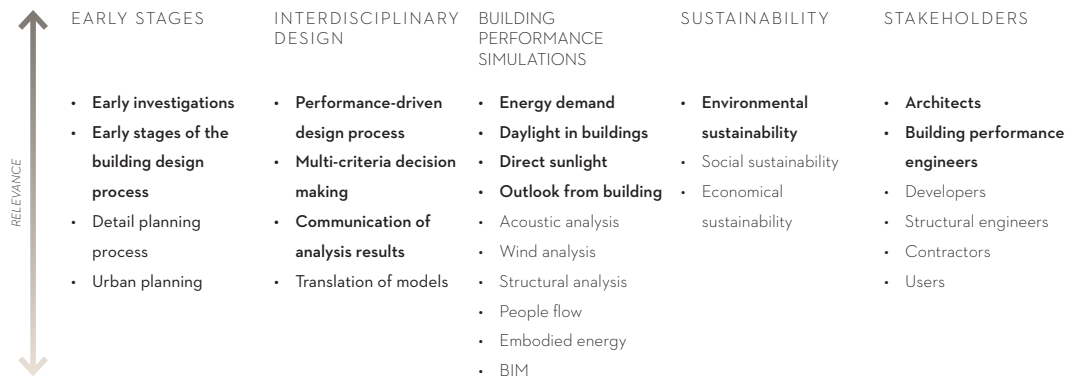 RELEVANCE
EARLY STAGES
• Early investigations
• Early stages of the
building design
process
• Detail planning
process
• Urban planning
INTERDISCIPLINARY
DESIGN
• Performance-driven
design process
• Multi-criteria decision
making
• Communication of
analysis results
• Translation of models
BUILDING
PERFORMANCE
SIMULATIONS
• Energy demand
• Daylight in buildings
• Direct sunlight
• Outlook from building
• Acoustic analysis
• Wind analysis
• Structural analysis
• People flow
• Embodied energy
• BIM
SUSTAINABILITY
• Environmental
sustainability
• Social sustainability
• Economical
sustainability
STAKEHOLDERS
• Architects
• Building performance
engineers
• Developers
• Structural engineers
• Contractors
• Users